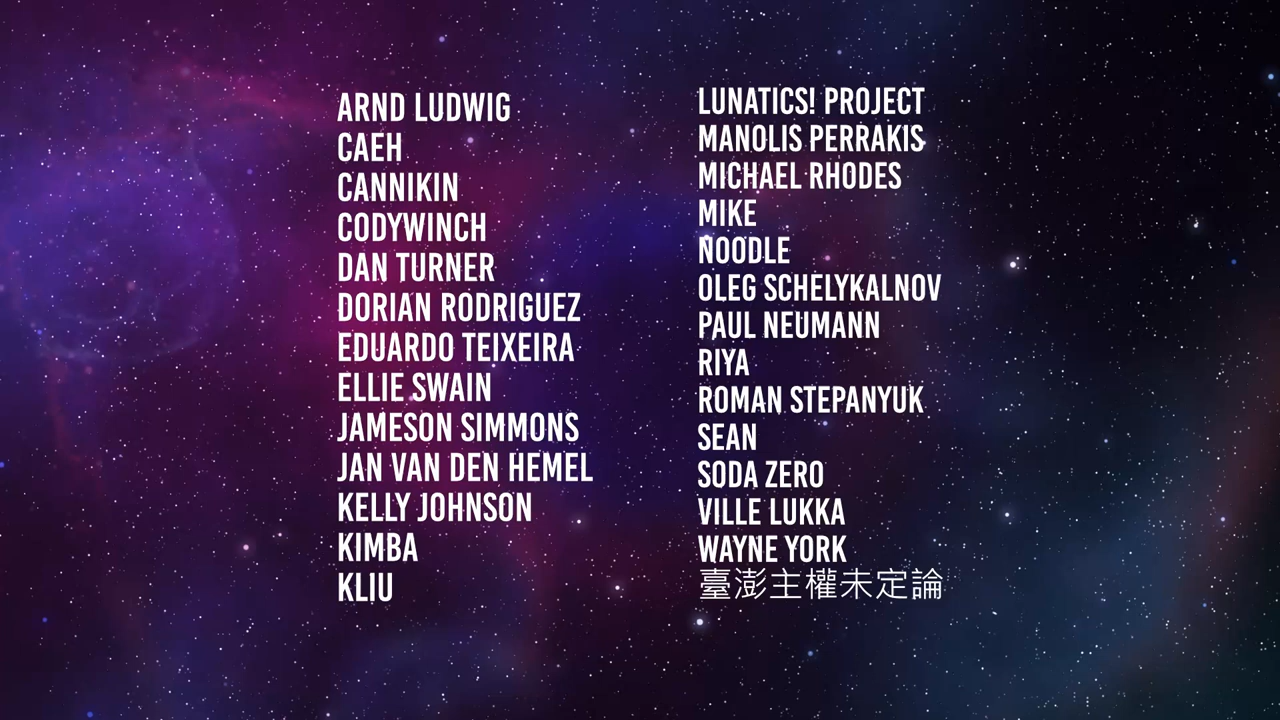 ARND LUDWIG
CAEH
CANNIKIN
CODYWINCH
DAN TURNER
DORIAN RODRIGUEZ
EDUARDO TEIXEIRA
ELLIE SWAIN
JAMESON SIMMONS
JAN VAN DEN HEMEL
KELLY JOHNSON
KIMBA
KLIU
LUNATICS! PROJECT
MANOLIS PERRAKIS
MICHAEL RHODES
MIKE
NOODLE
OLEG SCHELYKALNOV
PAUL NEUMANN
RIYA
ROMAN STEPANYUK
SEAN
SODA ZERO
VILLE LUKKA
WAYNE YORK
臺澎主權未定論